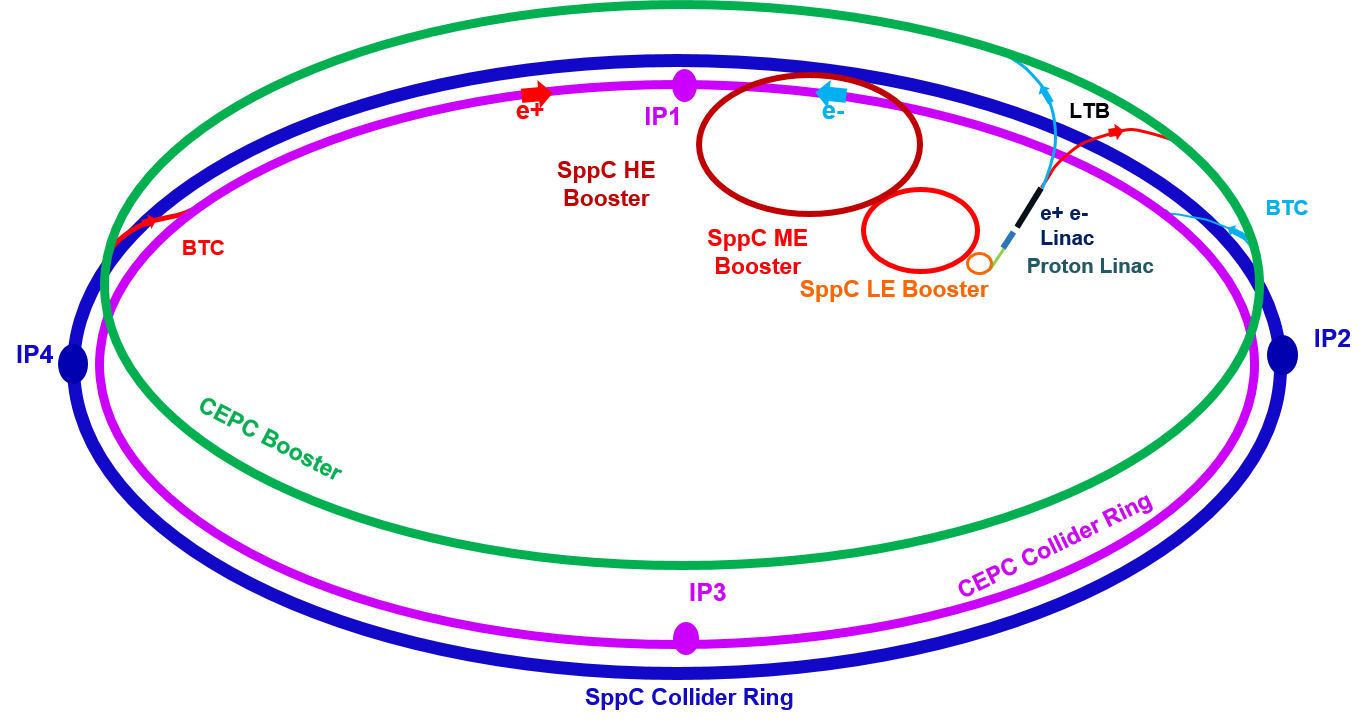 e+
IP1
e-
LTB
SppC HE
Booster
e+ e-
Linac
BTC
BTC
SppC ME
Booster
Proton Linac
SppC LE Booster
IP4
IP2
CEPC Booster
CEPC Collider Ring
IP3
SppC Collider Ring